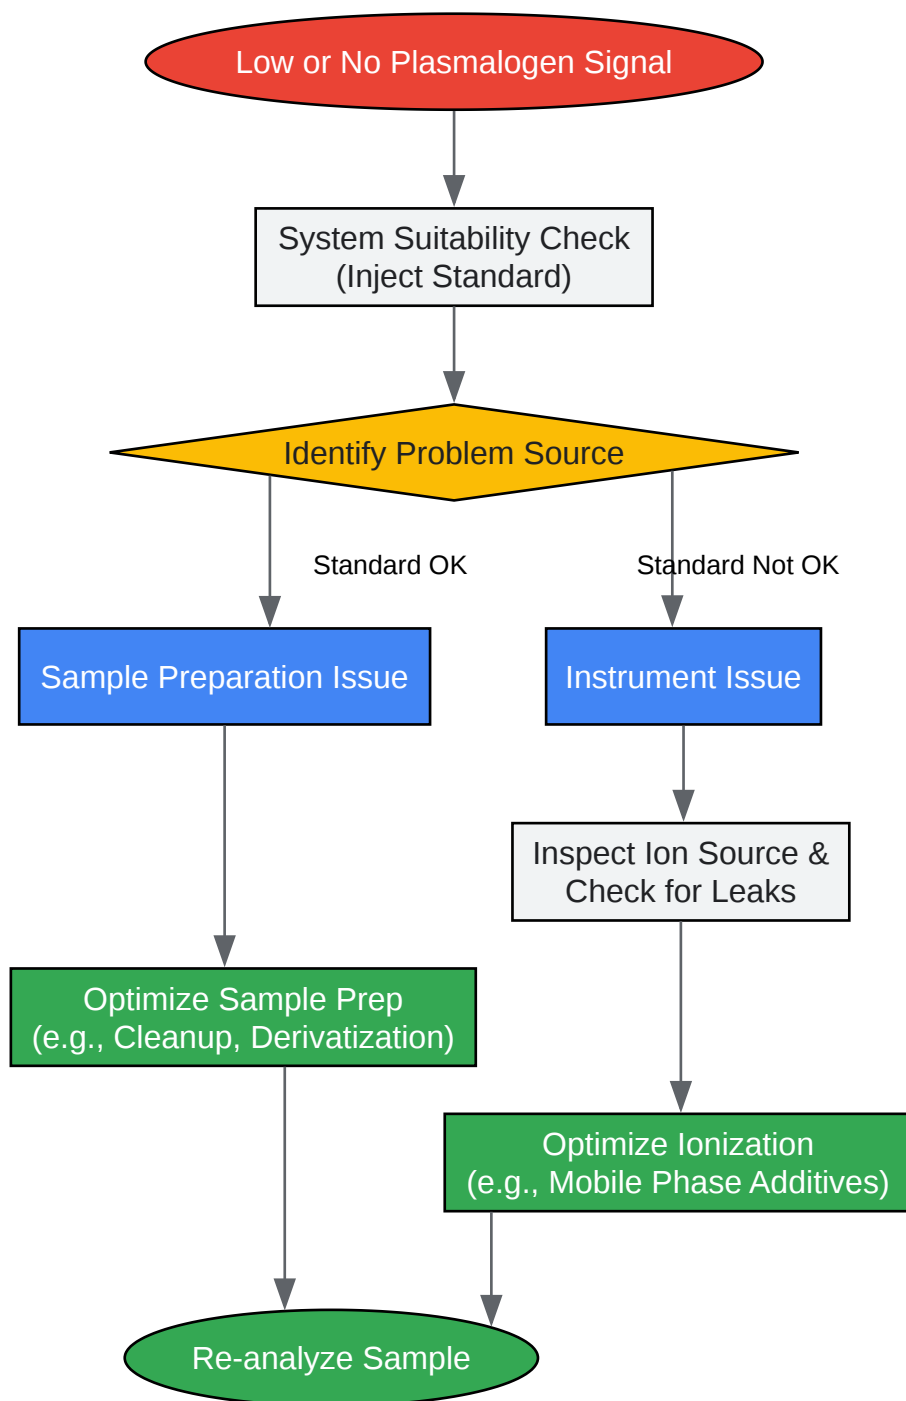 Low or No Plasmalogen Signal
System Suitability Check
(Inject Standard)
Identify Problem Source
Standard OK
Standard Not OK
Sample Preparation Issue
Instrument Issue
Inspect Ion Source &
Check for Leaks
Optimize Sample Prep
(e.g., Cleanup, Derivatization)
Optimize Ionization
(e.g., Mobile Phase Additives)
Re-analyze Sample